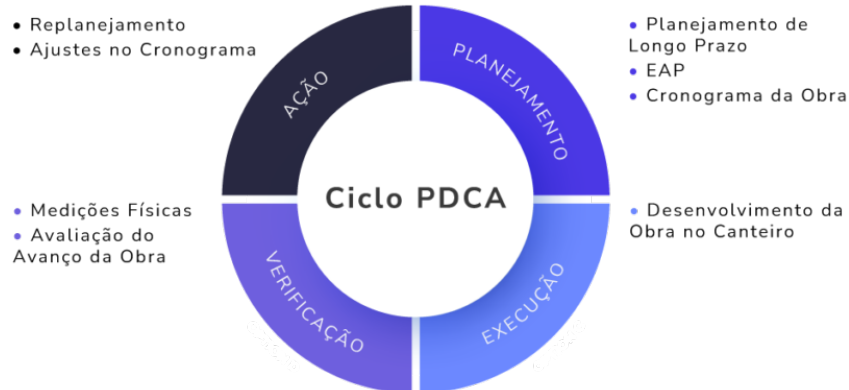 • Replanejamento
• Ajustes no Cronograma
AÇÃO
PLANEJAMENTO
• Planejamento de
Longo Prazo
• EAP
• Cronograma da Obra
Ciclo PDCA
• Medições Físicas
• Avaliação do
Avanço da Obra
VERIFICAÇÃO
EXECUÇÃO
• Desenvolvimento da
Obra no Canteiro